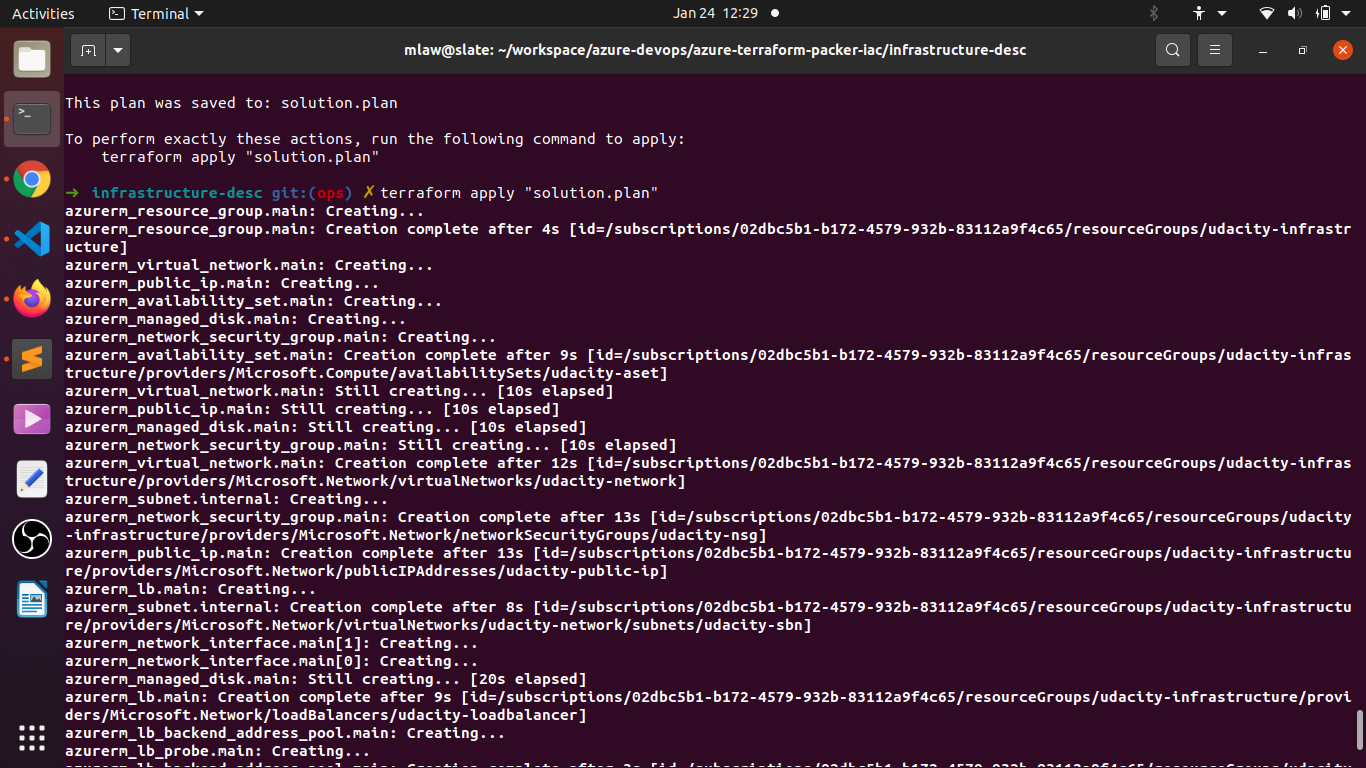 Activities
Terminal
Jan 24 12:29
mlaw@slate: ~/workspace/azure-devops/azure-terraform-packer-iac/infrastructure-desc
This plan was saved to: solution.plan
To perform exactly these actions, run the following command to apply:
    terraform apply "solution.plan"
➜ infrastructure-desc git:(ops) ✗ terraform apply "solution.plan"
azurerm_resource_group.main: Creating...
azurerm_resource_group.main: Creation complete after 4s [id=/subscriptions/02dbc5b1-b172-4579-932b-83112a9f4c65/resourceGroups/udacity-infrastr
ucture]
azurerm_virtual_network.main: Creating...
azurerm_public_ip.main: Creating...
azurerm_availability_set.main: Creating...
azurerm_managed_disk.main: Creating...
azurerm_network_security_group.main: Creating...
azurerm_availability_set.main: Creation complete after 9s [id=/subscriptions/02dbc5b1-b172-4579-932b-83112a9f4c65/resourceGroups/udacity-infras
tructure/providers/Microsoft.Compute/availabilitySets/udacity-aset]
azurerm_virtual_network.main: Still creating... [10s elapsed]
azurerm_public_ip.main: Still creating... [10s elapsed]
azurerm_managed_disk.main: Still creating... [10s elapsed]
azurerm_network_security_group.main: Still creating... [10s elapsed]
azurerm_virtual_network.main: Creation complete after 12s [id=/subscriptions/02dbc5b1-b172-4579-932b-83112a9f4c65/resourceGroups/udacity-infras
tructure/providers/Microsoft.Network/virtualNetworks/udacity-network]
azurerm_subnet.internal: Creating...
azurerm_network_security_group.main: Creation complete after 13s [id=/subscriptions/02dbc5b1-b172-4579-932b-83112a9f4c65/resourceGroups/udacity
-infrastructure/providers/Microsoft.Network/networkSecurityGroups/udacity-nsg]
azurerm_public_ip.main: Creation complete after 13s [id=/subscriptions/02dbc5b1-b172-4579-932b-83112a9f4c65/resourceGroups/udacity-infrastructu
re/providers/Microsoft.Network/publicIPAddresses/udacity-public-ip]
azurerm_lb.main: Creating...
azurerm_subnet.internal: Creation complete after 8s [id=/subscriptions/02dbc5b1-b172-4579-932b-83112a9f4c65/resourceGroups/udacity-infrastructu
re/providers/Microsoft.Network/virtualNetworks/udacity-network/subnets/udacity-sbn]
azurerm_network_interface.main[1]: Creating...
azurerm_network_interface.main[0]: Creating...
azurerm_managed_disk.main: Still creating... [20s elapsed]
azurerm_lb.main: Creation complete after 9s [id=/subscriptions/02dbc5b1-b172-4579-932b-83112a9f4c65/resourceGroups/udacity-infrastructure/provi
ders/Microsoft.Network/loadBalancers/udacity-loadbalancer]
azurerm_lb_backend_address_pool.main: Creating...
azurerm_lb_probe.main: Creating...